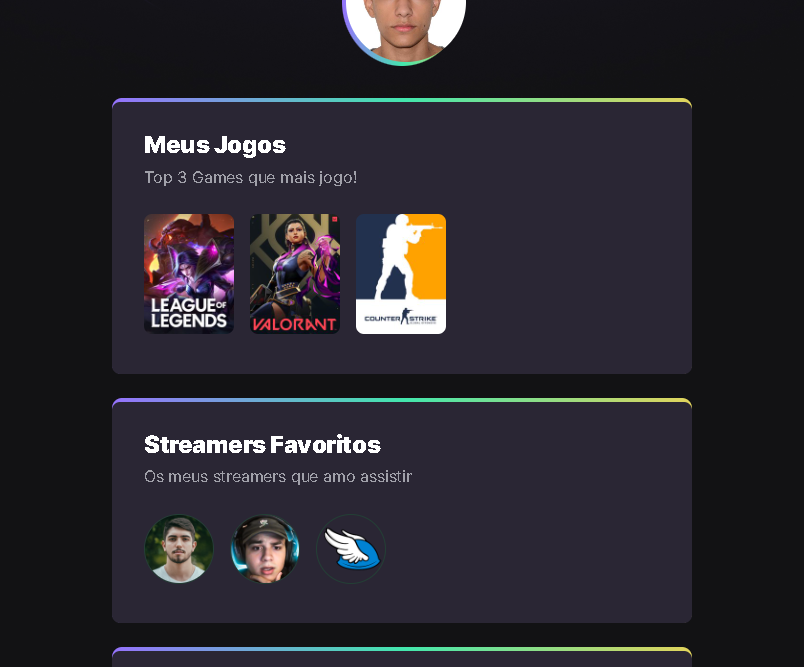 Meus Jogos
Top 3 Games que mais jogo!
LEAGUE OF
LEGENDS
VALORANT
COUNTER STRIKE
Streamers Favoritos
Os meus streamers que amo assistir